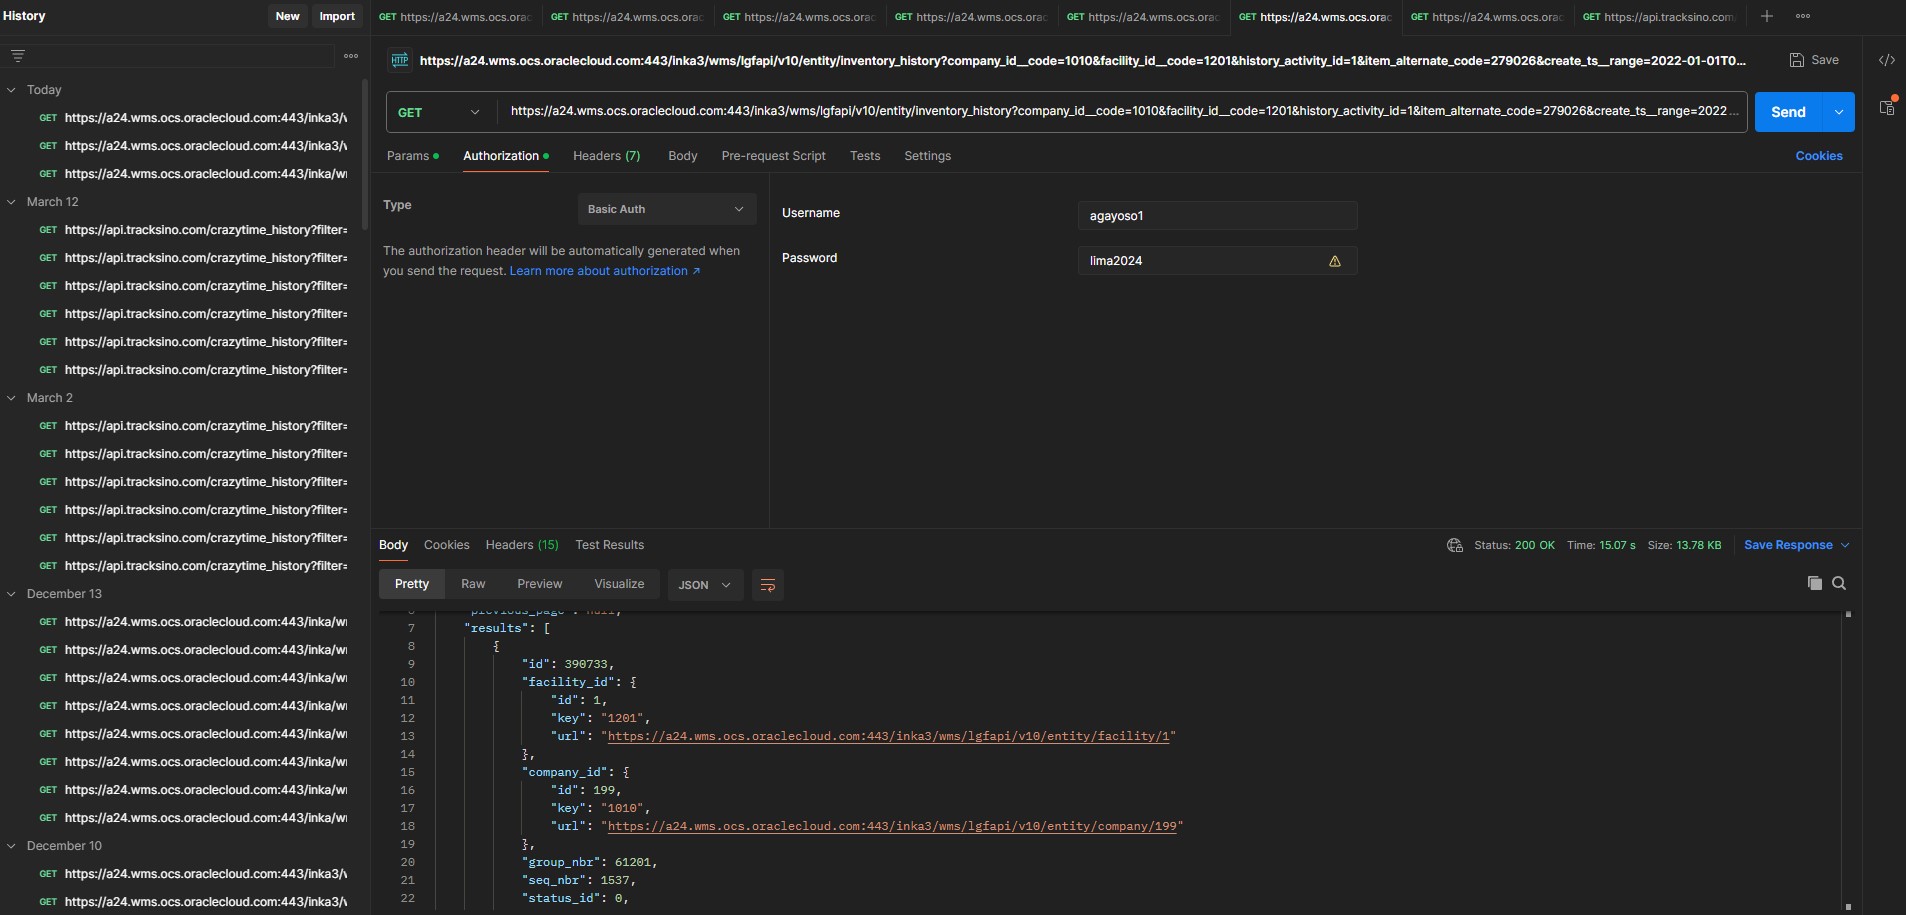 History
New
Import
GET https://a24.wms.ocs.orac
GET https://a24.wms.ocs.orac
GET https://a24.wms.ocs.orac
GET https://a24.wms.ocs.orac
GET https://a24.wms.ocs.orac
GET https://a24.wms.ocs.orac
GET https://a24.wms.ocs.orac
GET https://api.tracksino.com
Today
GET https://a24.wms.ocs.oraclecloud.com:443/inka3/v
GET https://a24.wms.ocs.oraclecloud.com:443/inka3/v
GET https://a24.wms.ocs.oraclecloud.com:443/inka/wr
March 12
GET https://api.tracksino.com/crazytime_history?filter=
GET https://api.tracksino.com/crazytime_history?filter=
GET https://api.tracksino.com/crazytime_history?filter=
GET https://api.tracksino.com/crazytime_history?filter=
GET https://api.tracksino.com/crazytime_history?filter=
GET https://api.tracksino.com/crazytime_history?filter=
March 2
GET https://api.tracksino.com/crazytime_history?filter=
GET https://api.tracksino.com/crazytime_history?filter=
GET https://api.tracksino.com/crazytime_history?filter=
GET https://api.tracksino.com/crazytime_history?filter=
GET https://api.tracksino.com/crazytime_history?filter=
GET https://api.tracksino.com/crazytime_history?filter=
December 13
GET https://a24.wms.ocs.oraclecloud.com:443/inka/wr
GET https://a24.wms.ocs.oraclecloud.com:443/inka/wr
GET https://a24.wms.ocs.oraclecloud.com:443/inka/wr
GET https://a24.wms.ocs.oraclecloud.com:443/inka/wr
GET https://a24.wms.ocs.oraclecloud.com:443/inka/wr
GET https://a24.wms.ocs.oraclecloud.com:443/inka/wr
GET https://a24.wms.ocs.oraclecloud.com:443/inka/wr
GET https://a24.wms.ocs.oraclecloud.com:443/inka/wr
December 10
GET https://a24.wms.ocs.oraclecloud.com:443/inka3/v
GET https://a24.wms.ocs.oraclecloud.com:443/inka3/v
HTTP
https://a24.wms.ocs.oraclecloud.com:443/inka3/wms/lgfapi/v10/entity/inventory_history?company_id__code=1010&facility_id__code=1201&history_activity_id=1&item_alternate_code=279026&create_ts__range=2022-01-01T0...
Save
GET
https://a24.wms.ocs.oraclecloud.com:443/inka3/wms/lgfapi/v10/entity/inventory_history?company_id__code=1010&facility_id__code=1201&history_activity_id=1&item_alternate_code=279026&create_ts__range=2022 ...
Send
Params
Authorization
Headers (7)
Body
Pre-request Script
Tests
Settings
Cookies
Type
Basic Auth
The authorization header will be automatically generated when
you send the request. Learn more about authorization ↗
Username
agayoso1
Password
lima2024
Body
Cookies
Headers (15)
Test Results
Status: 200 OK
Time: 15.07 s
Size: 13.78 KB
Save Response
Pretty
Raw
Preview
Visualize
JSON
6 "previous_page": null,
7 "results": [
8 {
9 "id": 390733,
10 "facility_id": {
11 "id": 1,
12 "key": "1201",
13 "url": "https://a24.wms.ocs.oraclecloud.com:443/inka3/wms/lgfapi/v10/entity/facility/1"
14 },
15 "company_id": {
16 "id": 199,
17 "key": "1010",
18 "url": "https://a24.wms.ocs.oraclecloud.com:443/inka3/wms/lgfapi/v10/entity/company/199"
19 },
20 "group_nbr": 61201,
21 "seq_nbr": 1537,
22 "status_id": 0,